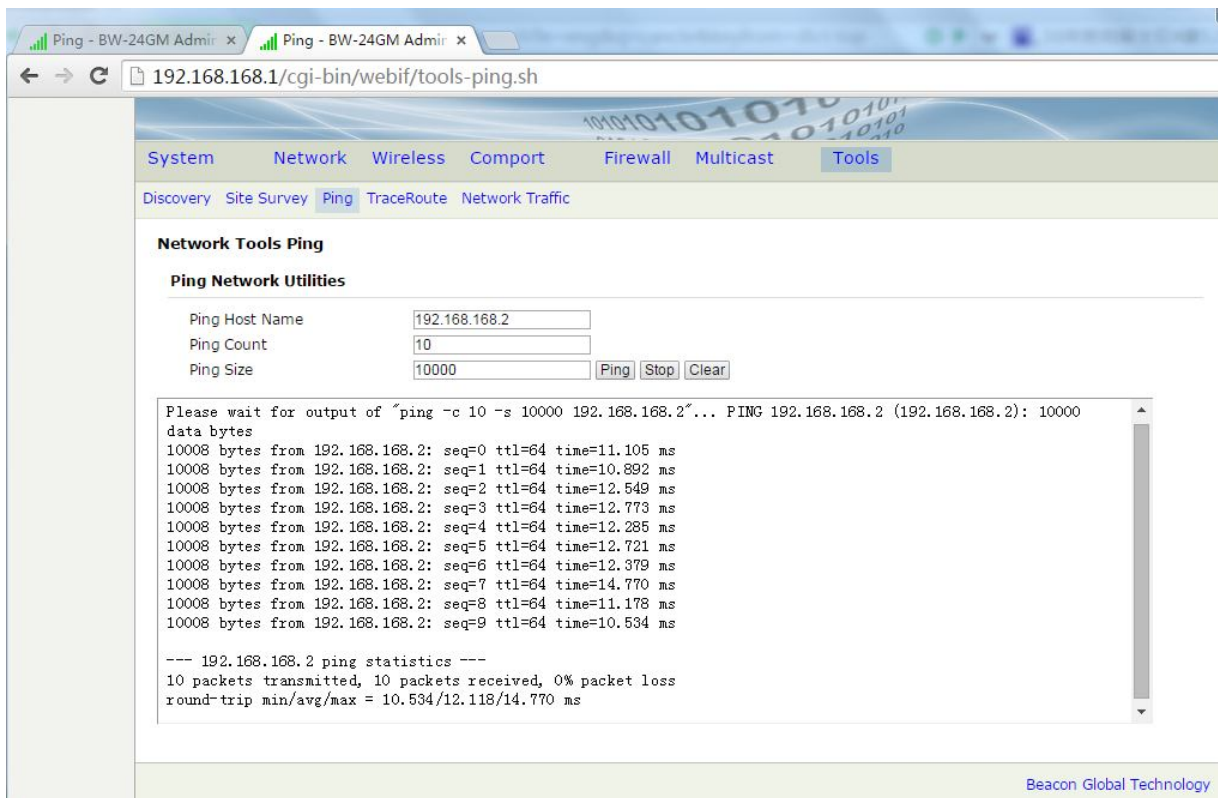 Ping - BW-24GM Admir
Ping - BW-24GM Admir
192.168.168.1/cgi-bin/webif/tools-ping.sh
System Network Wireless Comport Firewall Multicast Tools
Discovery Site Survey Ping TraceRoute Network Traffic
Network Tools Ping
Ping Network Utilities
Ping Host Name 192.168.168.2
Ping Count 10
Ping Size 10000 Ping Stop Clear
Please wait for output of "ping -c 10 -s 10000 192.168.168.2"... PING 192.168.168.2 (192.168.168.2): 10000
data bytes
10008 bytes from 192.168.168.2: seq=0 ttl=64 time=11.105 ms
10008 bytes from 192.168.168.2: seq=1 ttl=64 time=10.892 ms
10008 bytes from 192.168.168.2: seq=2 ttl=64 time=12.549 ms
10008 bytes from 192.168.168.2: seq=3 ttl=64 time=12.773 ms
10008 bytes from 192.168.168.2: seq=4 ttl=64 time=12.285 ms
10008 bytes from 192.168.168.2: seq=5 ttl=64 time=12.721 ms
10008 bytes from 192.168.168.2: seq=6 ttl=64 time=12.379 ms
10008 bytes from 192.168.168.2: seq=7 ttl=64 time=14.770 ms
10008 bytes from 192.168.168.2: seq=8 ttl=64 time=11.178 ms
10008 bytes from 192.168.168.2: seq=9 ttl=64 time=10.534 ms
--- 192.168.168.2 ping statistics ---
10 packets transmitted, 10 packets received, 0% packet loss
round-trip min/avg/max = 10.534/12.118/14.770 ms
Beacon Global Technology